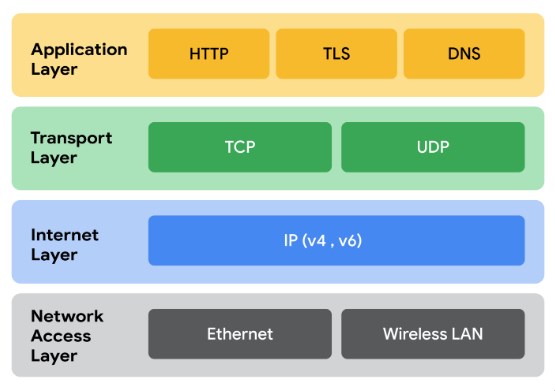 Application
Layer
HTTP
TLS
DNS
Transport
Layer
TCP
UDP
Internet
Layer
IP (v4 , v6)
Network
Access
Layer
Ethernet
Wireless LAN